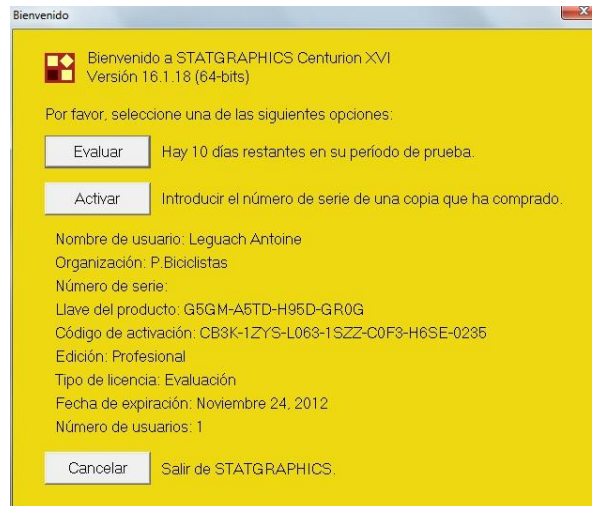 Bienvenido
Bienvenido a STATGRAPHICS Centurion XVI
Versión 16.1.18 (64-bits)
Por favor, seleccione una de las siguientes opciones:
Evaluar Hay 10 días restantes en su período de prueba.
Activar Introducir el número de serie de una copia que ha comprado.
Nombre de usuario: Leguach Antoine
Organización: P.Biciclistas
Número de serie:
Llave del producto: G5GM-A5TD-H95D-GR0G
Código de activación: CB3K-1ZYS-L063-1SZZ-C0F3-H6SE-0235
Edición: Profesional
Tipo de licencia: Evaluación
Fecha de expiración: Noviembre 24, 2012
Número de usuarios: 1
Cancelar Salir de STATGRAPHICS.